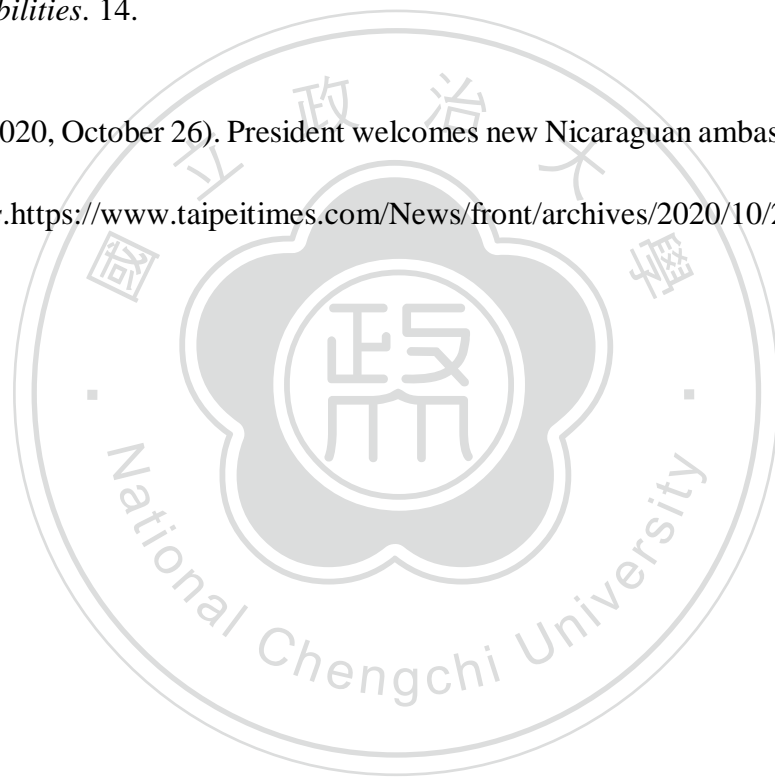 bilities. 14.
020, October 26). President welcomes new Nicaraguan ambas
.https://www.taipeitimes.com/News/front/archives/2020/10/2
國立政治大學
政
National Chengchi University